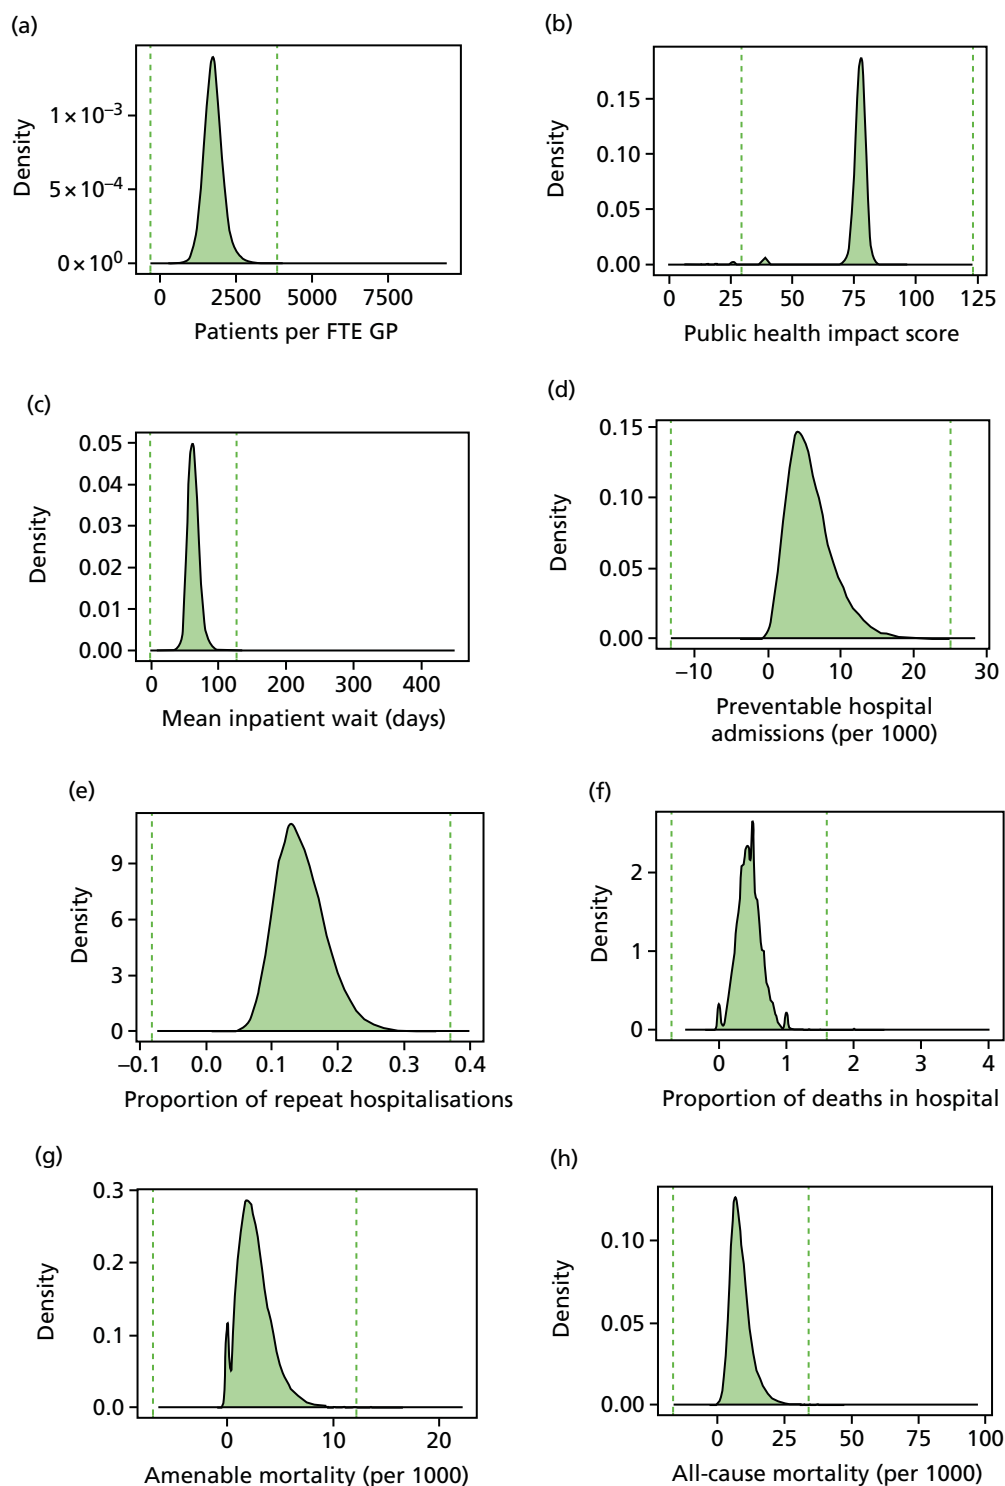 (a)
Density
1×10⁻³
5×10⁻⁴
0×10⁰
0 2500 5000 7500
Patients per FTE GP
(b)
Density
0.15
0.10
0.05
0.00
0 25 50 75 100 125
Public health impact score
(c)
Density
0.05
0.04
0.03
0.02
0.01
0.00
0 100 200 300 400
Mean inpatient wait (days)
(d)
Density
0.15
0.10
0.05
0.00
−10 0 10 20 30
Preventable hospital
admissions (per 1000)
(e)
Density
9
6
3
0
−0.1 0.0 0.1 0.2 0.3 0.4
Proportion of repeat hospitalisations
(f)
Density
2
1
0
0 1 2 3 4
Proportion of deaths in hospital
(g)
Density
0.3
0.2
0.1
0.0
0 10 20
Amenable mortality (per 1000)
(h)
Density
0.10
0.05
0.00
0 25 50 75 100
All-cause mortality (per 1000)